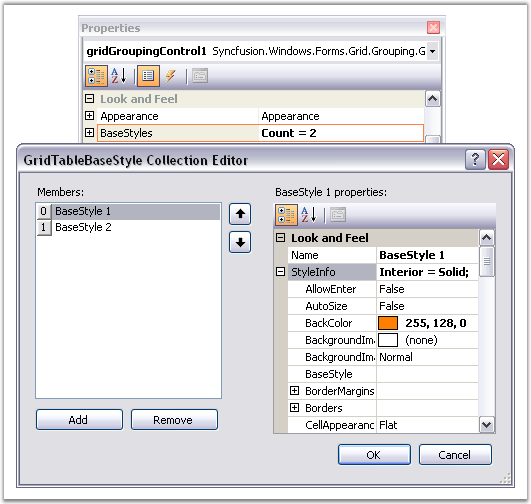 Properties
gridGroupingControl1 Syncfusion.Windows.Forms.Grid.Grouping.G
Look and Feel
Appearance Appearance
BaseStyles Count = 2
GridTableBaseStyle Collection Editor
Members:
0 BaseStyle 1
1 BaseStyle 2
Add Remove
BaseStyle 1 properties:
Look and Feel
Name BaseStyle 1
StyleInfo Interior = Solid;
AllowEnter False
AutoSize False
BackColor 255, 128, 0
BackgroundIma (none)
BackgroundIma Normal
BaseStyle
BorderMargins
Borders
CellAppearanc Flat
OK Cancel